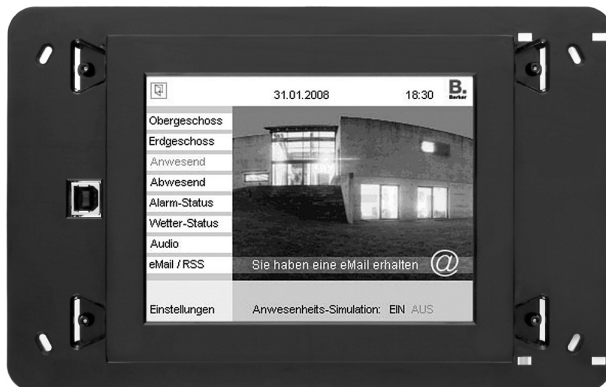 31.01.2008 18:30 B.
Berker
Obergeschoss
Erdgeschoss
Anwesend
Abwesend
Alarm-Status
Wetter-Status
Audio
eMail / RSS
Sie haben eine eMail erhalten @
Einstellungen Anwesenheits-Simulation: EIN AUS